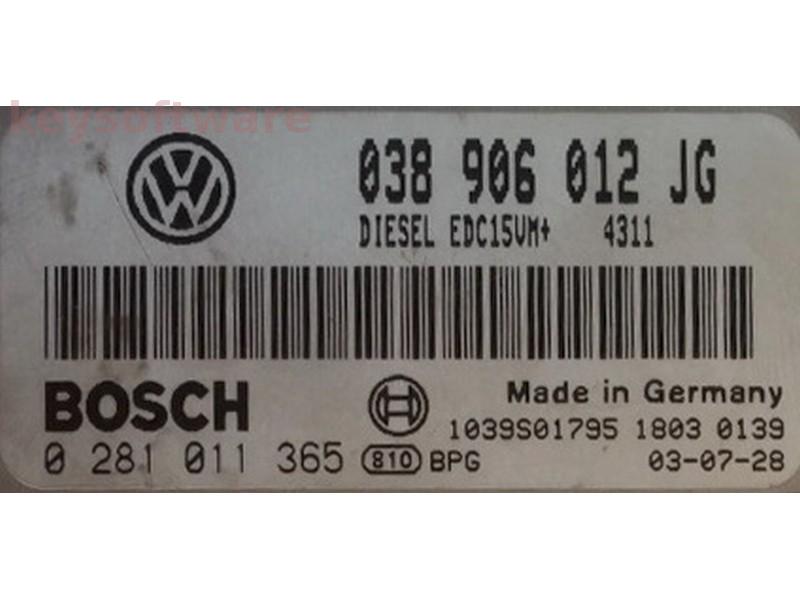 keysoftware
038 906 012 JG
DIESEL EDC15VM+ 4311
BOSCH
Made in Germany
1039S01795 1803 0139
0 281 011 365 810 BPG 03-07-28